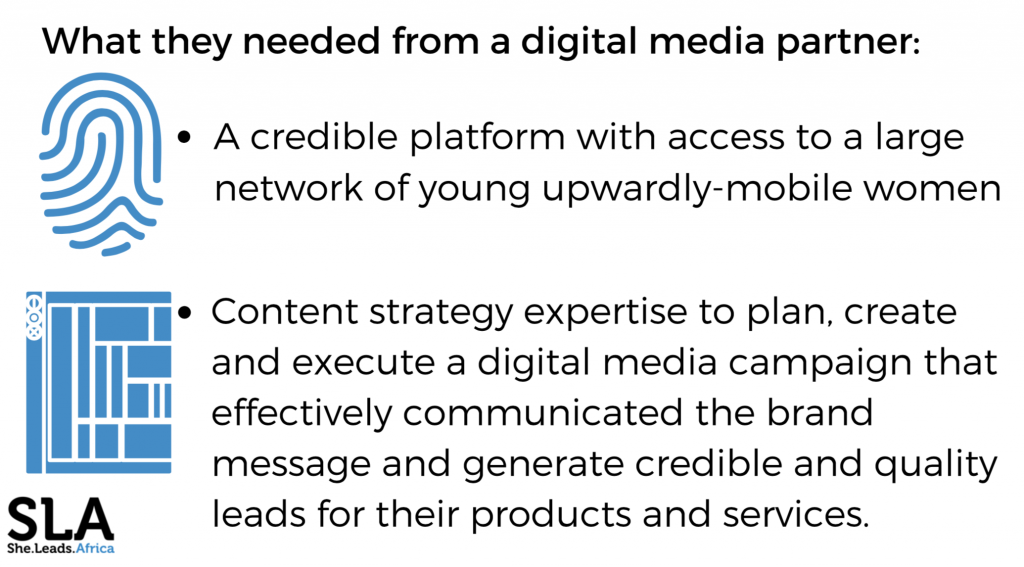 What they needed from a digital media partner:
• A credible platform with access to a large
network of young upwardly-mobile women
• Content strategy expertise to plan, create
and execute a digital media campaign that
effectively communicated the brand
message and generate credible and quality
leads for their products and services.
SLA
She.Leads.Africa